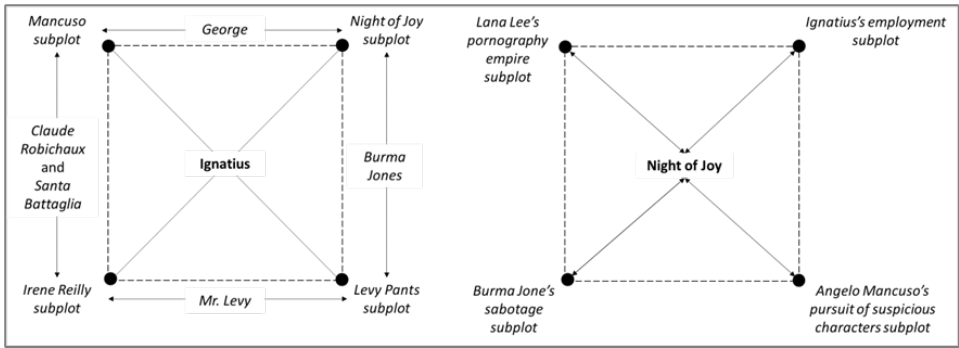 Mancuso
subplot
George
Night of Joy
subplot
Claude
Robichaux
and
Santa
Battaglia
Ignatius
Burma
Jones
Irene Reilly
subplot
Mr. Levy
Levy Pants
subplot
Lana Lee's
pornography
empire
subplot
Ignatius's employment
subplot
Night of Joy
Burma Jone's
sabotage
subplot
Angelo Mancuso's
pursuit of suspicious
characters subplot